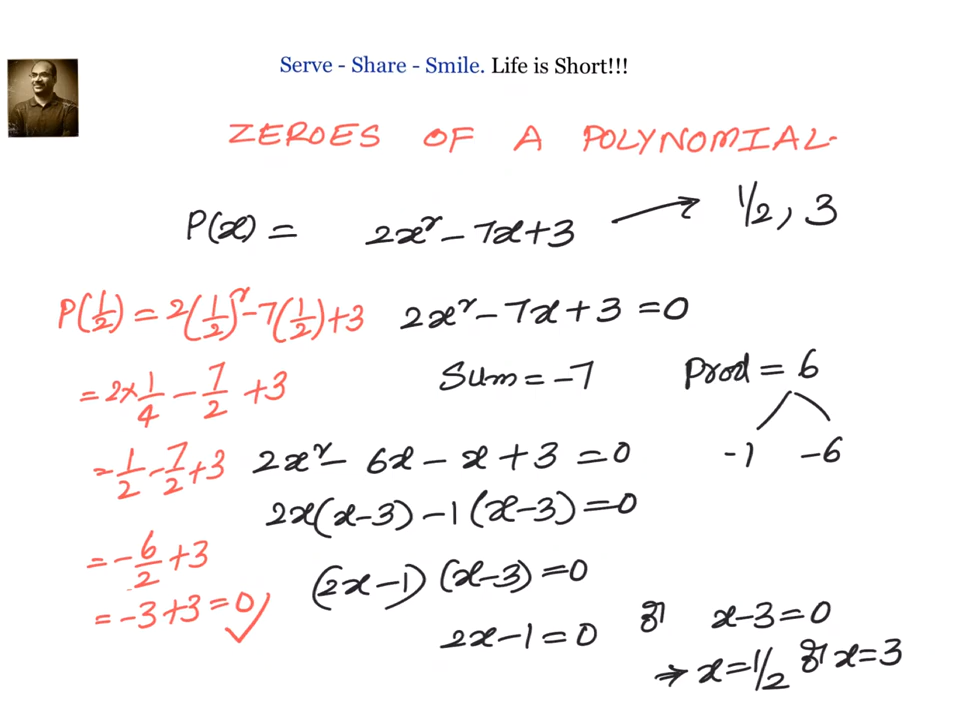 Serve - Share - Smile. Life is Short!!!
ZEROES OF A POLYNOMIAL
P(x) = 2x² - 7x + 3 → 1/2, 3
P(1/2) = 2(1/2)² - 7(1/2) + 3
= 2 × 1/4 - 7/2 + 3
= 1/2 - 7/2 + 3
= -6/2 + 3
= -3 + 3 = 0 ✓
2x² - 7x + 3 = 0
Sum = -7 Prod = 6
-1 -6
2x² - 6x - x + 3 = 0
2x(x-3) - 1(x-3) = 0
(2x-1)(x-3) = 0
2x-1 = 0 or x-3 = 0
⇒ x = 1/2 or x = 3